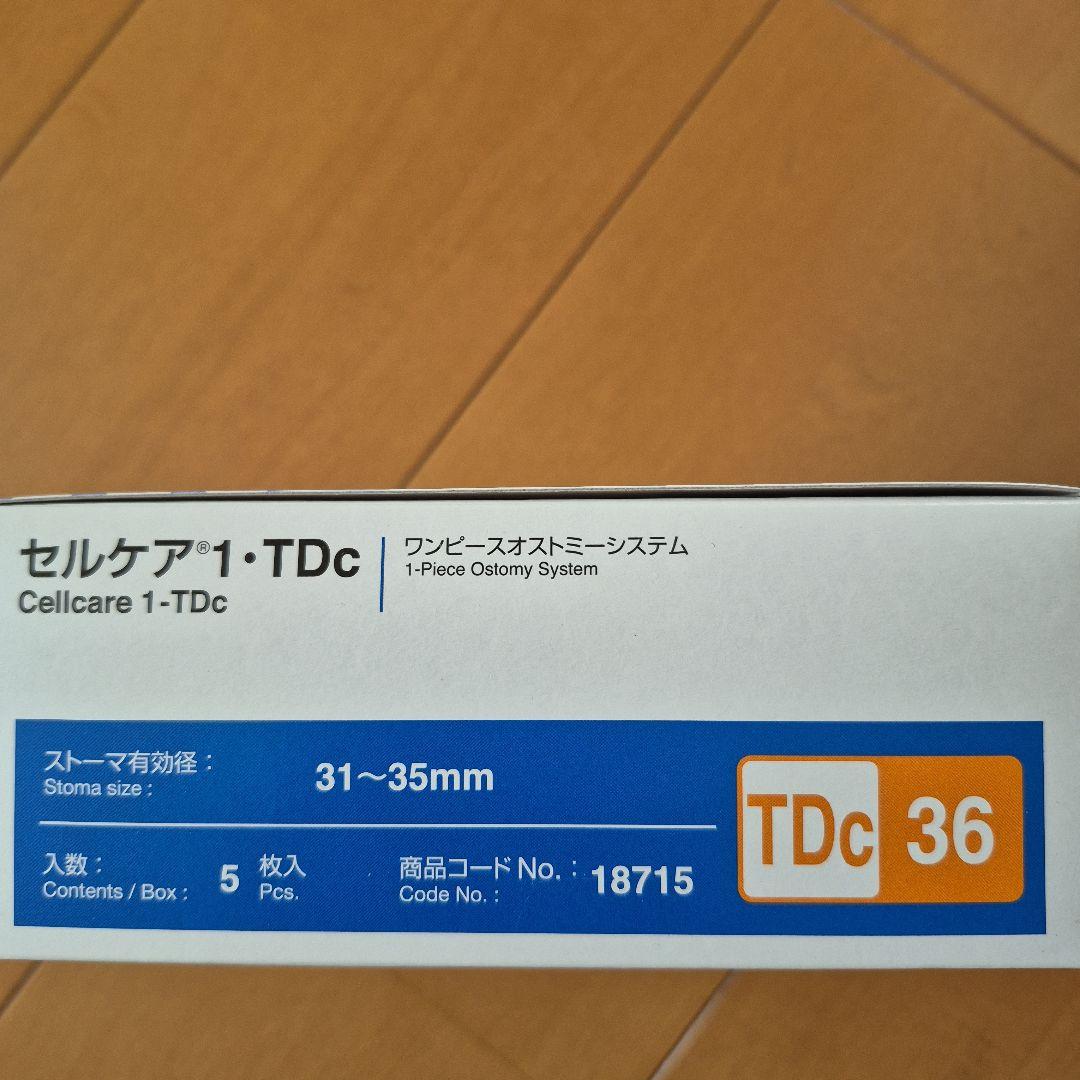 セルケア®1・TDc
Cellcare 1-TDc
ワンピースオストミーシステム
1-Piece Ostomy System
ストーマ有効径：
Stoma size :
31～35mm
入数：
Contents / Box :
5
枚入
Pcs.
商品コードNo.：
Code No. :
18715
TDc 36